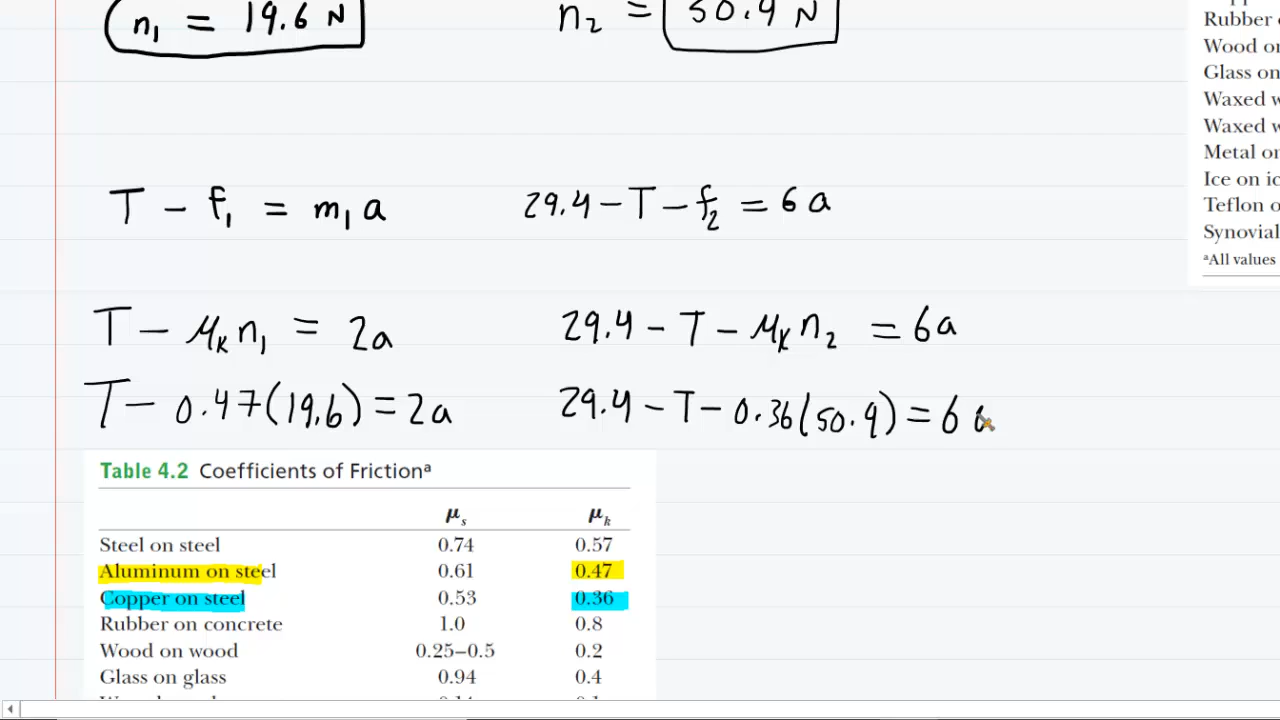 n₁ = 19.6 N
n₂ = 50.9 N
Rubber
Wood on
Glass on
Waxed w
Waxed w
Metal on
Ice on ic
Teflon o
Synovial
ᵃAll values
T - f₁ = m₁a
29.4 - T - f₂ = 6a
T - μₖn₁ = 2a
29.4 - T - μₖn₂ = 6a
T - 0.47(19.6) = 2a
29.4 - T - 0.36(50.9) = 6a
Table 4.2 Coefficients of Frictionᵃ
μₛ μₖ
Steel on steel 0.74 0.57
Aluminum on steel 0.61 0.47
Copper on steel 0.53 0.36
Rubber on concrete 1.0 0.8
Wood on wood 0.25–0.5 0.2
Glass on glass 0.94 0.4